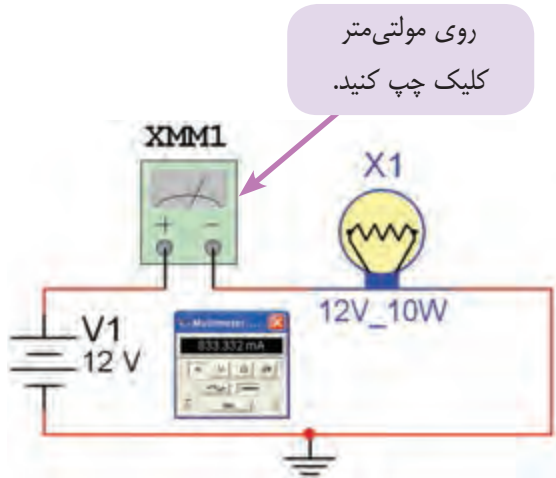 روی مولتی‌متر
کلیک چپ کنید.
XMM1
X1
+ −
12V_10W
V1
12 V
Multimeter
833.332 mA